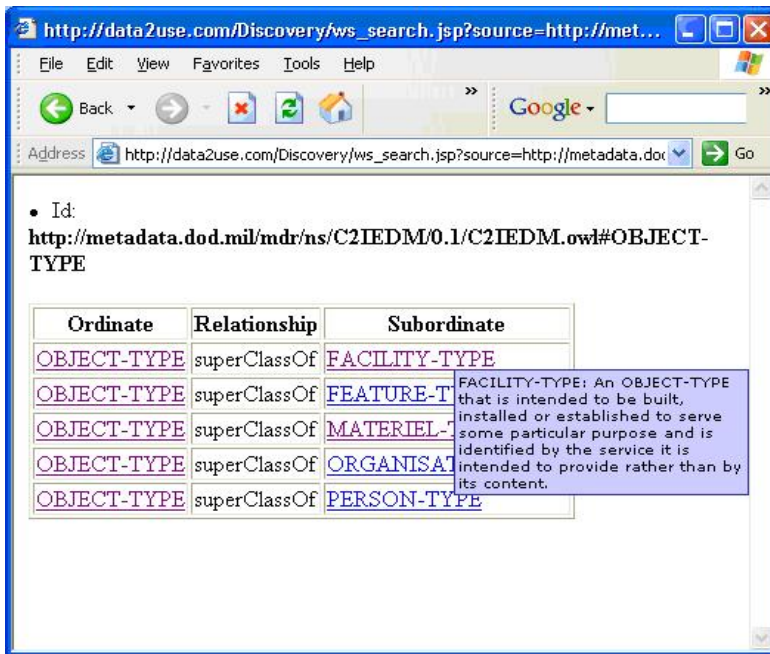 http://data2use.com/Discovery/ws_search.jsp?source=http://met...
File Edit View Favorites Tools Help
Back » Google »
Address http://data2use.com/Discovery/ws_search.jsp?source=http://metadata.do Go
• Id:
http://metadata.dod.mil/mdr/ns/C2IEDM/0.1/C2IEDM.owl#OBJECT-
TYPE
Ordinate Relationship Subordinate
OBJECT-TYPE superClassOf FACILITY-TYPE
OBJECT-TYPE superClassOf FEATURE-T
OBJECT-TYPE superClassOf MATERIEL-
OBJECT-TYPE superClassOf ORGANISAT
OBJECT-TYPE superClassOf PERSON-TYPE
FACILITY-TYPE: An OBJECT-TYPE
that is intended to be built,
installed or established to serve
some particular purpose and is
identified by the service it is
intended to provide rather than by
its content.